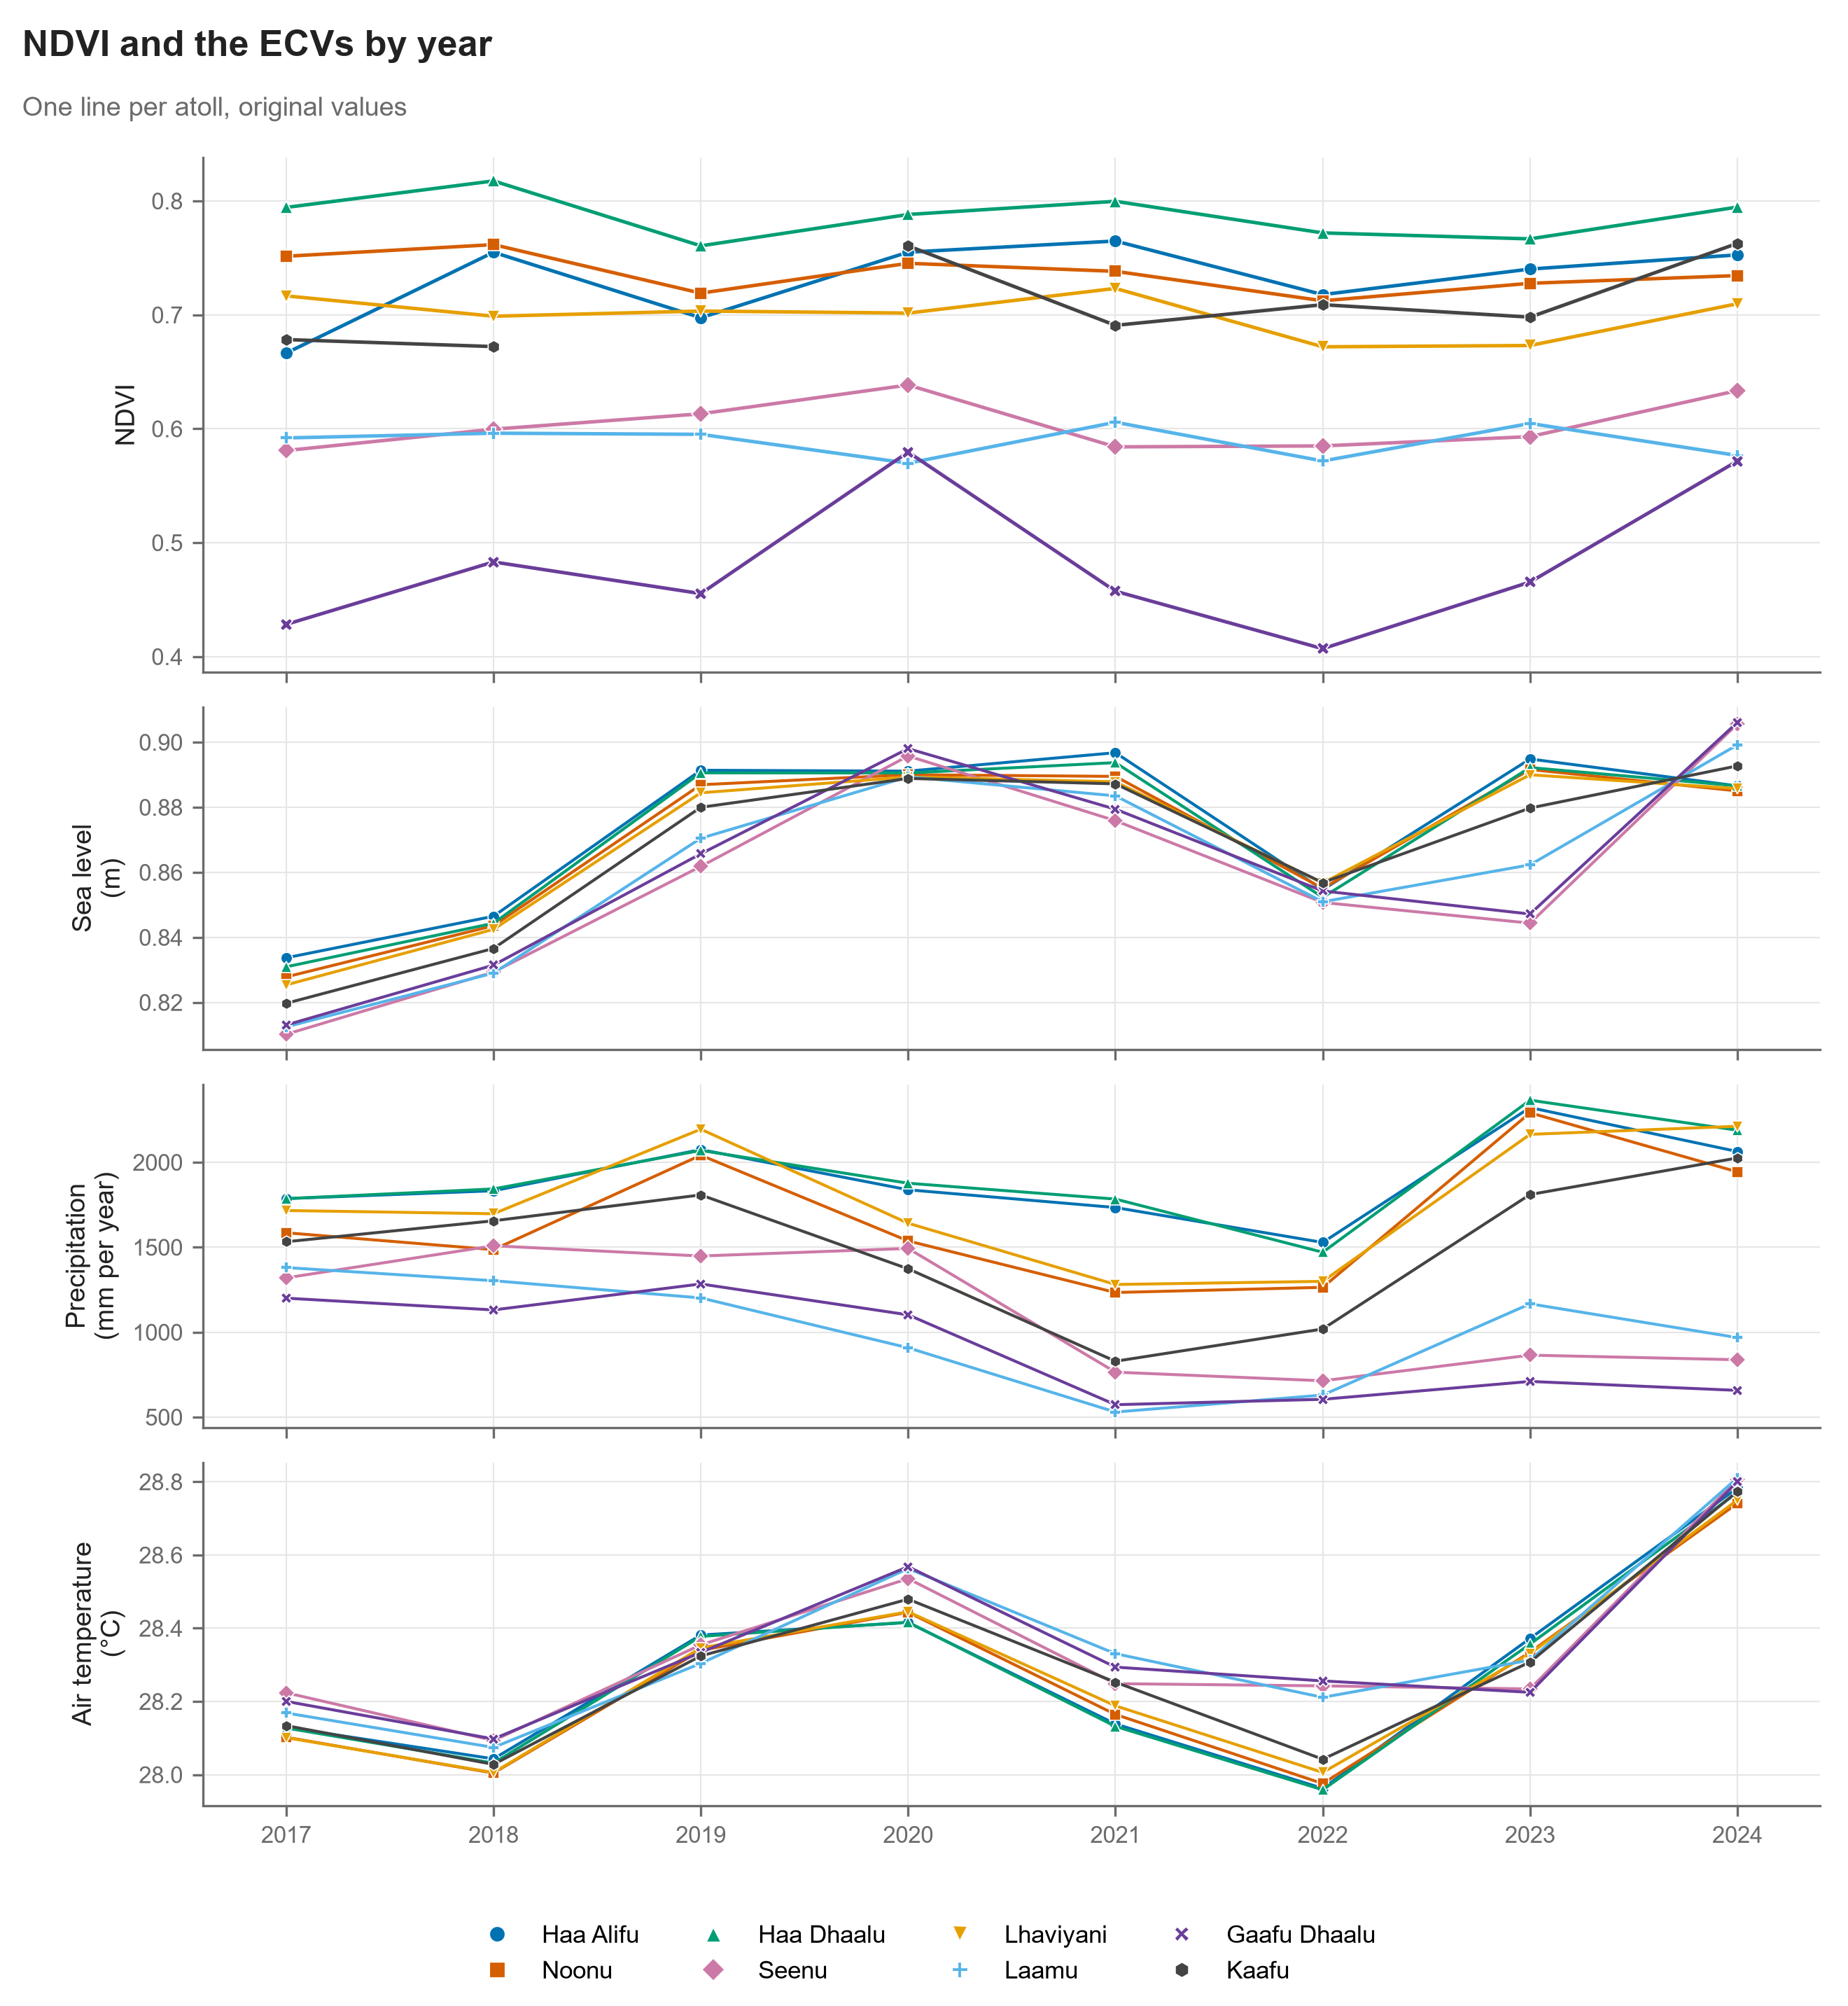 NDVI and the ECVs by year
One line per atoll, original values
NDVI
0.8
0.7
0.6
0.5
0.4
Sea level
(m)
0.90
0.88
0.86
0.84
0.82
Precipitation
(mm per year)
2000
1500
1000
500
Air temperature
(°C)
28.8
28.6
28.4
28.2
28.0
2017 2018 2019 2020 2021 2022 2023 2024
Haa Alifu Haa Dhaalu Lhaviyani Gaafu Dhaalu
Noonu Seenu Laamu Kaafu